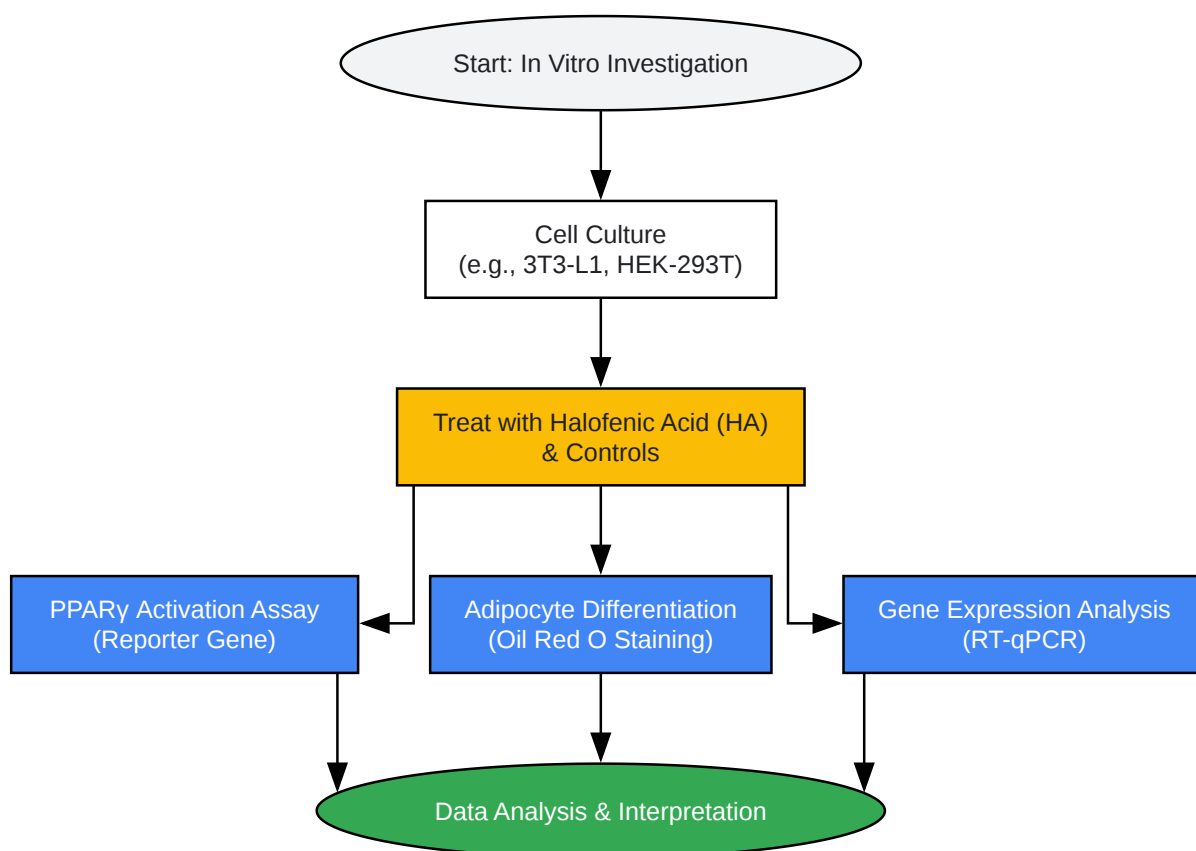 Start: In Vitro Investigation
Cell Culture
(e.g., 3T3-L1, HEK-293T)
Treat with Halofenic Acid (HA)
& Controls
PPARγ Activation Assay
(Reporter Gene)
Adipocyte Differentiation
(Oil Red O Staining)
Gene Expression Analysis
(RT-qPCR)
Data Analysis & Interpretation